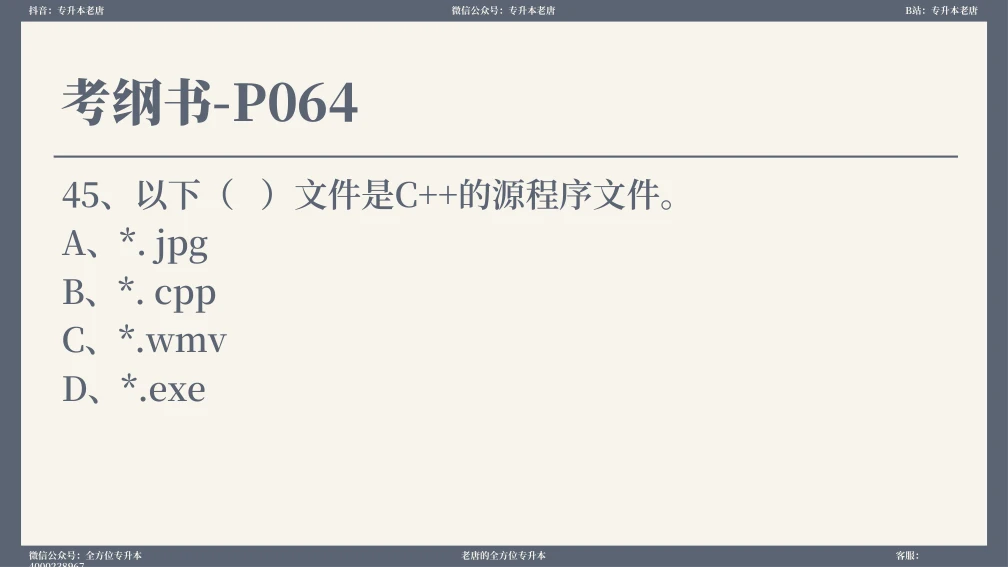 抖音：专升本老唐
微信公众号：专升本老唐
B站：专升本老唐
考纲书-P064
45、以下（  ）文件是C++的源程序文件。
A、*. jpg
B、*. cpp
C、*.wmv
D、*.exe
微信公众号：全方位专升本
老唐的全方位专升本
客服：
4000238967